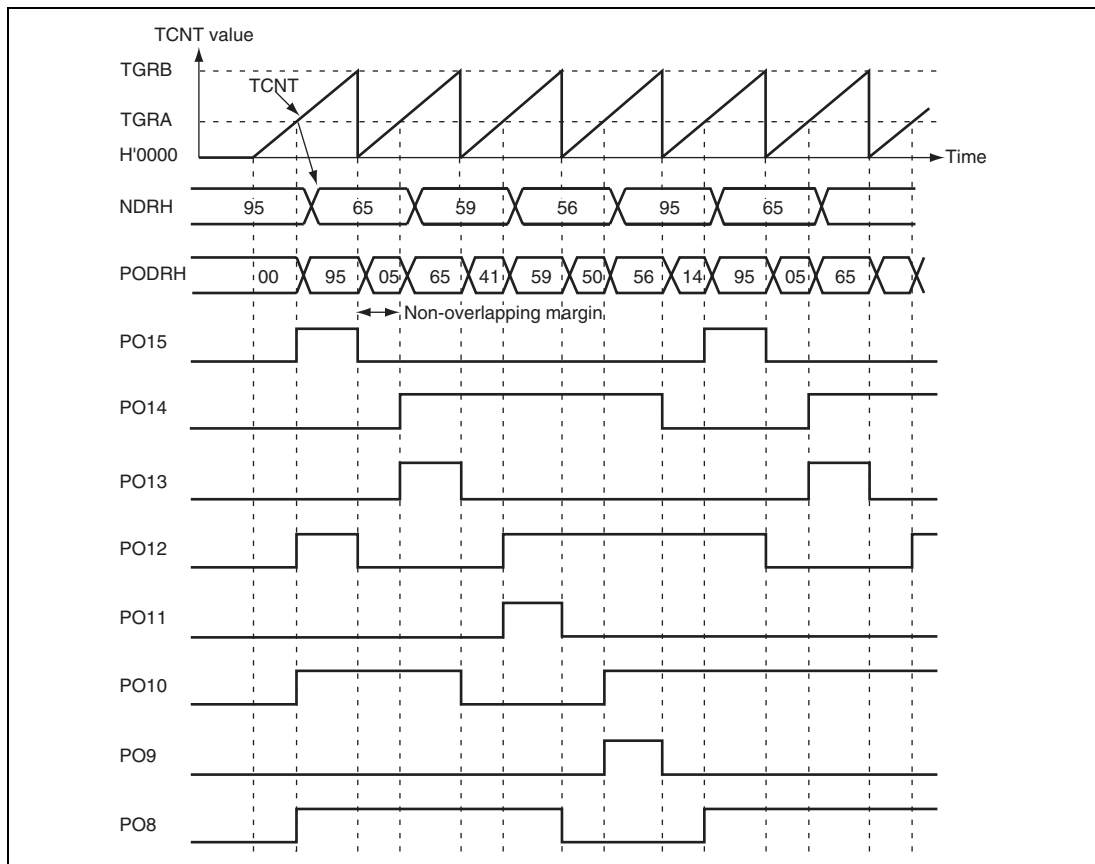 TCNT value
TGRB
TCNT
TGRA
H'0000
Time
NDRH 95 65 59 56 95 65
PODRH 00 95 05 65 41 59 50 56 14 95 05 65
Non-overlapping margin
PO15
PO14
PO13
PO12
PO11
PO10
PO9
PO8